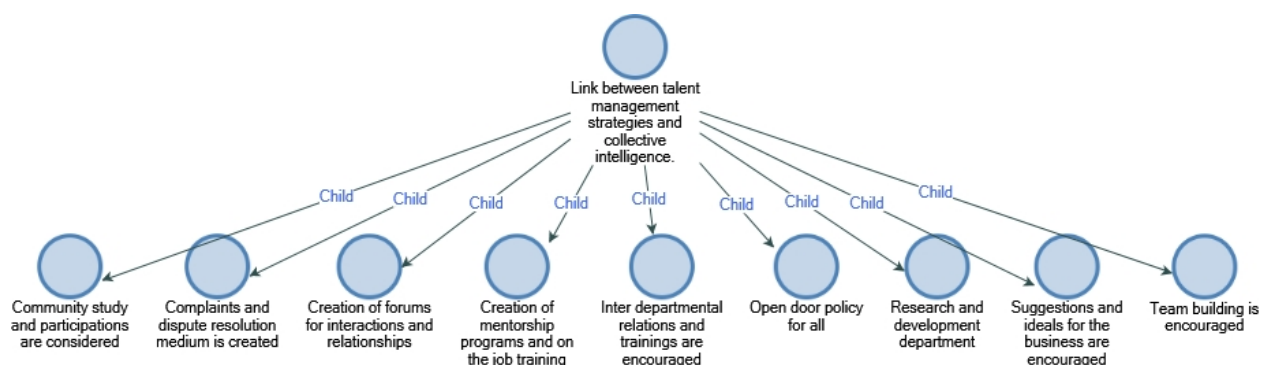 Link between talent
management
strategies and
collective
intelligence.
Child
Child
Child
Child
Child
Child
Child
Child
Child
Community study
and participations
are considered
Complaints and
dispute resolution
medium is created
Creation of forums
for interactions and
relationships
Creation of
mentorship
programs and on
the job training
Inter departmental
relations and
trainings are
encouraged
Open door policy
for all
Research and
development
department
Suggestions and
ideals for the
business are
encouraged
Team building is
encouraged